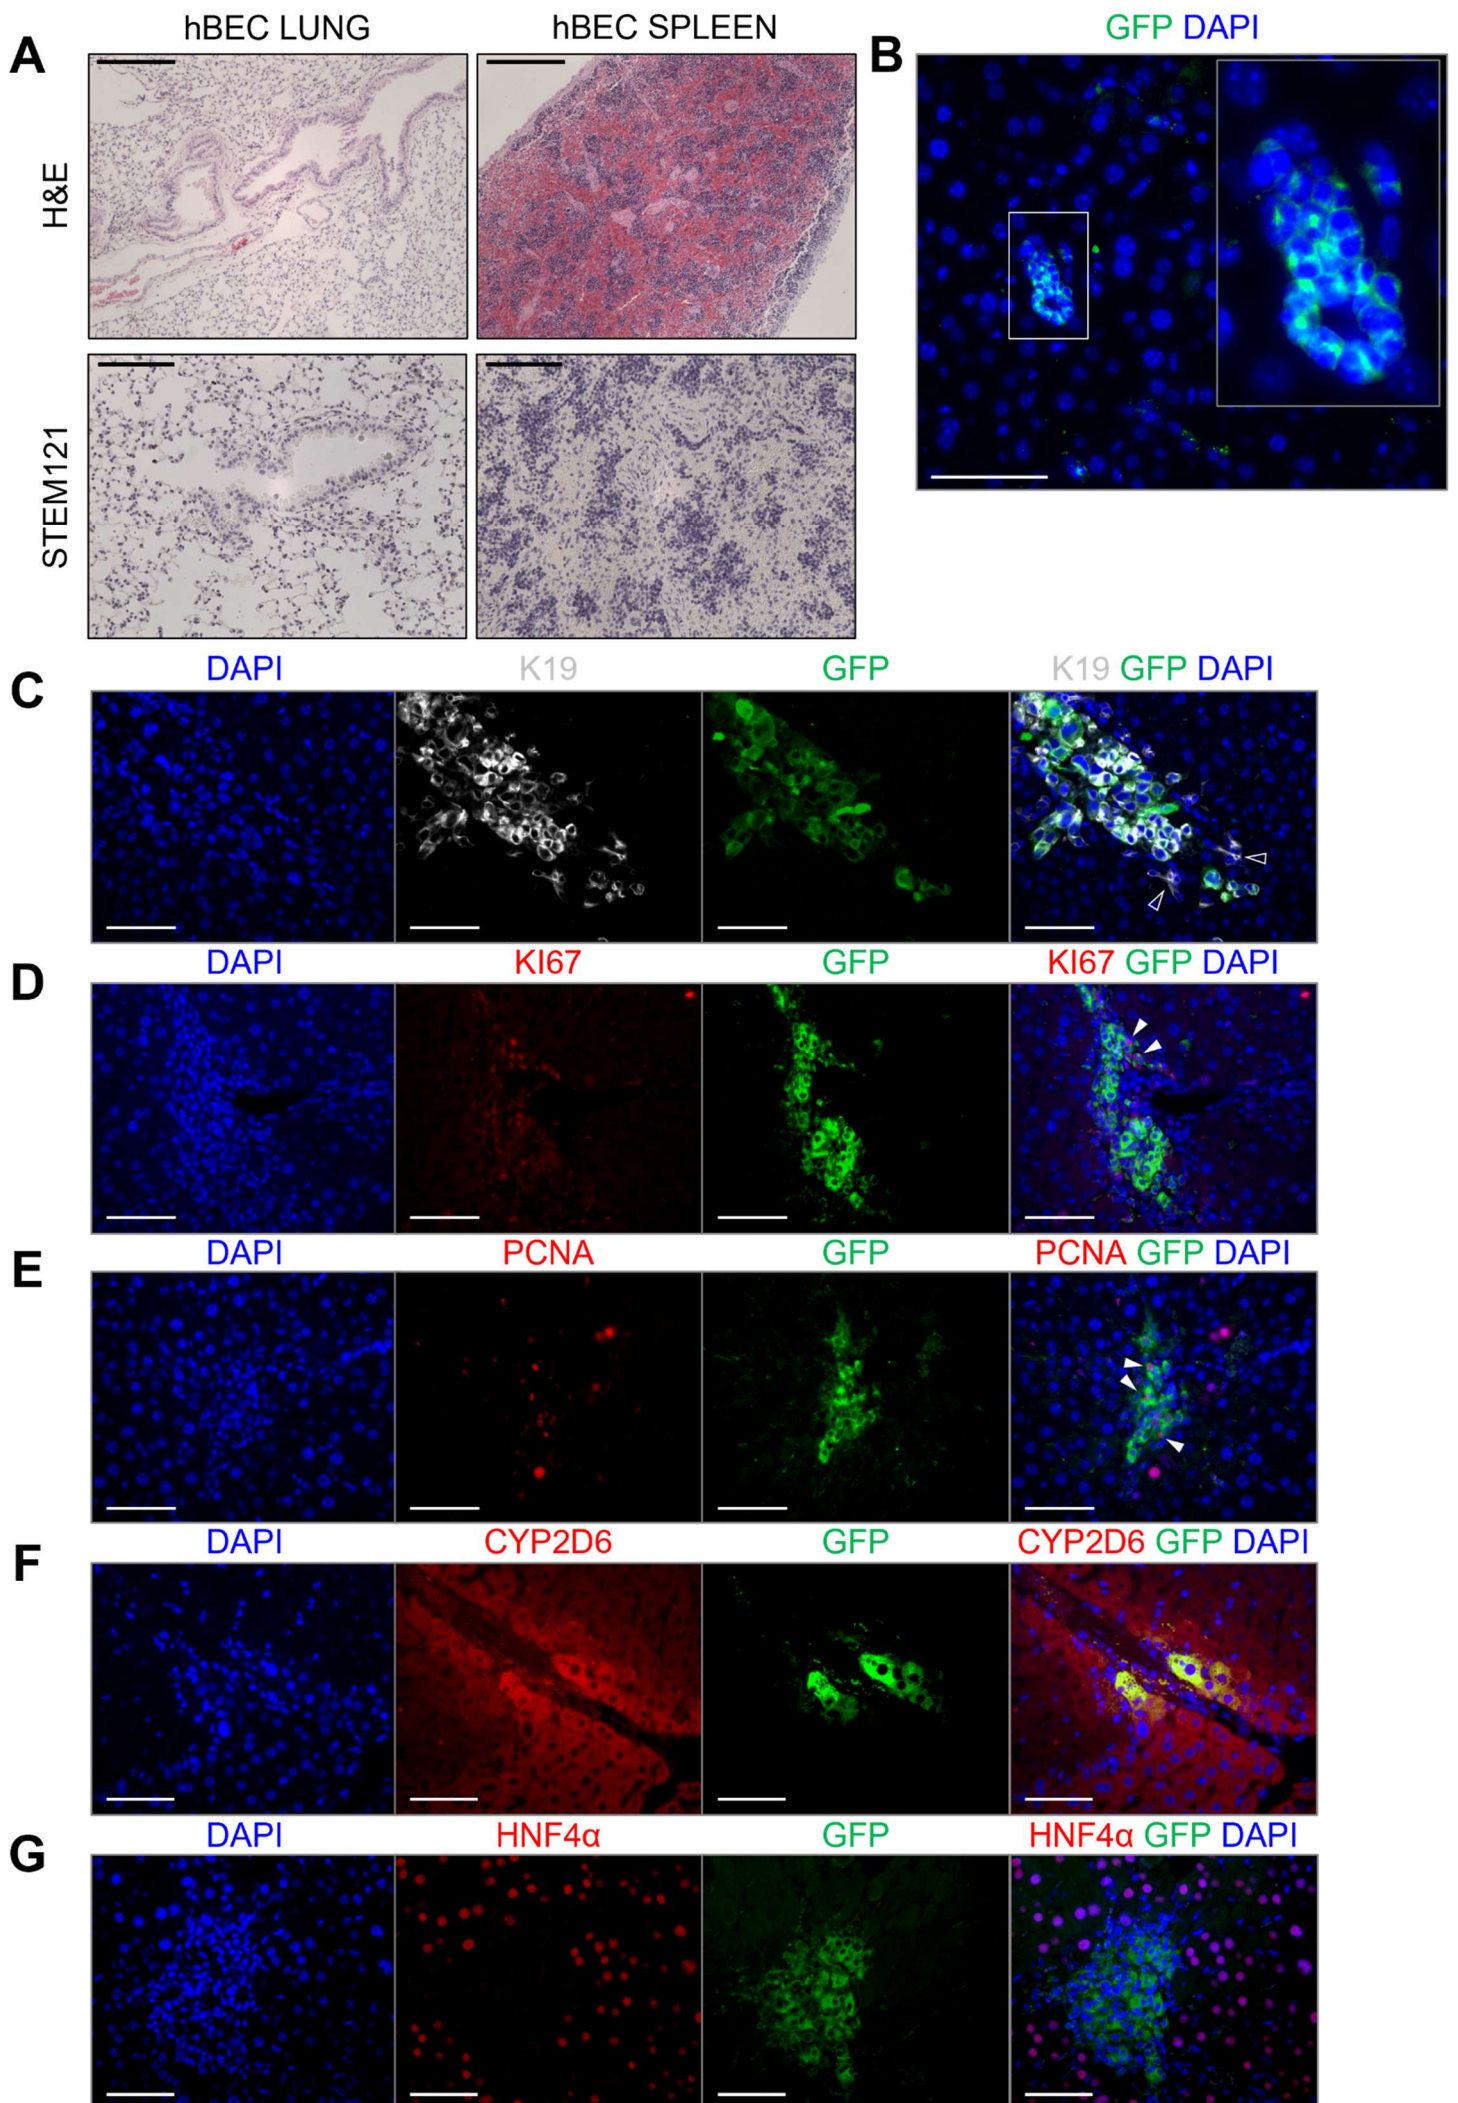 A
hBEC LUNG
hBEC SPLEEN
H&E
STEM121
B
GFP DAPI
C
DAPI
K19
GFP
K19 GFP DAPI
D
DAPI
KI67
GFP
KI67 GFP DAPI
E
DAPI
PCNA
GFP
PCNA GFP DAPI
F
DAPI
CYP2D6
GFP
CYP2D6 GFP DAPI
G
DAPI
HNF4α
GFP
HNF4α GFP DAPI